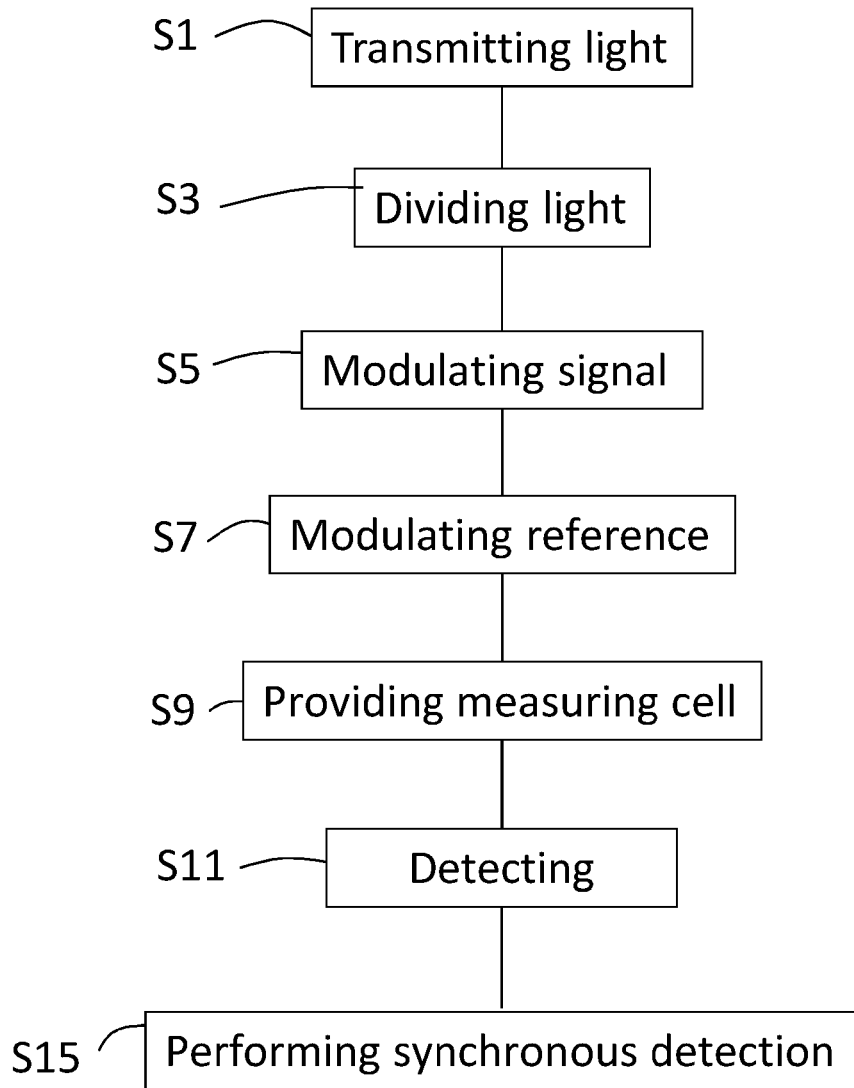 S1 Transmitting light
S3 Dividing light
S5 Modulating signal
S7 Modulating reference
S9 Providing measuring cell
S11 Detecting
S15 Performing synchronous detection